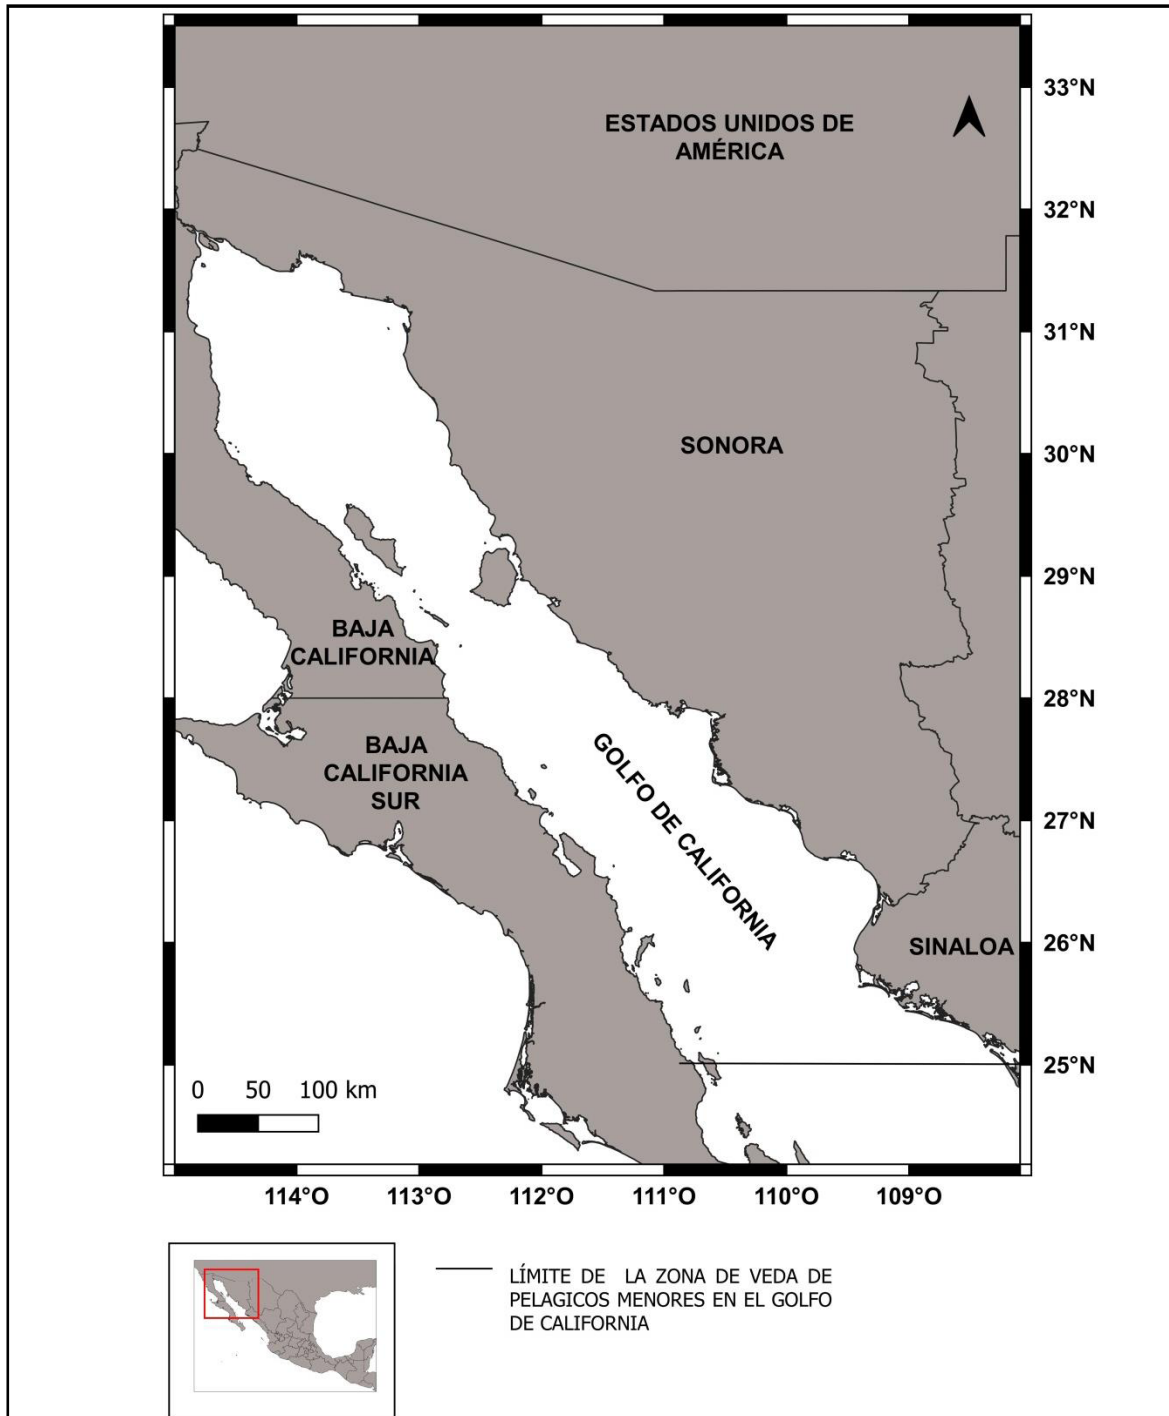 ESTADOS UNIDOS DE
AMÉRICA
33°N
32°N
31°N
SONORA
30°N
29°N
BAJA
CALIFORNIA
28°N
BAJA
CALIFORNIA
SUR
GOLFO DE CALIFORNIA
27°N
26°N
SINALOA
25°N
0 50 100 km
114°O 113°O 112°O 111°O 110°O 109°O
LÍMITE DE LA ZONA DE VEDA DE
PELAGICOS MENORES EN EL GOLFO
DE CALIFORNIA